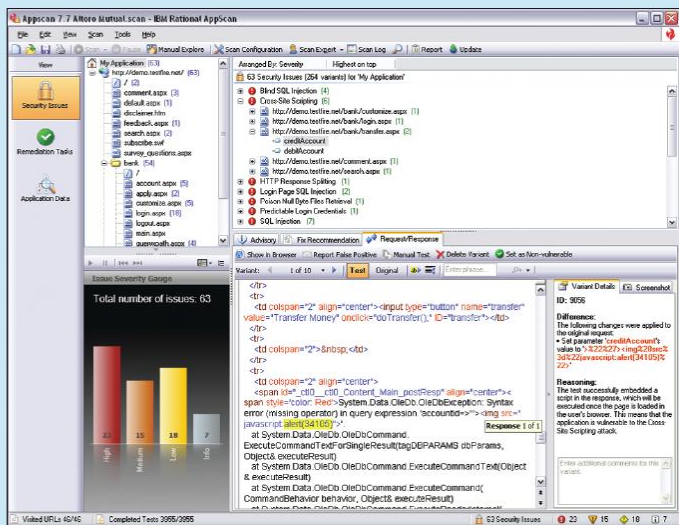 Appscan 7.7 Altoro Mutual.scan - IBM Rational AppScan
File Edit View Scan Tools Help
Scan Pause Manual Explore Scan Configuration Scan Expert Scan Log Report Update
View
Security Issues
Remediation Tasks
Application Data
My Application (63)
http://demo.testfire.net/ (63)
/ (2)
comment.aspx (3)
default.aspx (1)
disclaimer.htm
feedback.aspx (1)
search.aspx (2)
subscribe.swf
survey_questions.aspx
bank (54)
/
account.aspx (5)
apply.aspx (2)
customize.aspx (5)
login.aspx (18)
logout.aspx
main.aspx
queryxpath.aspx (4)
Issue Severity Gauge
Total number of issues: 63
23 15 18 7
High Medium Low Info
Arranged By: Severity Highest on top
63 Security Issues (264 variants) for 'My Application'
Blind SQL Injection (4)
Cross-Site Scripting (6)
http://demo.testfire.net/bank/customize.aspx (1)
http://demo.testfire.net/bank/login.aspx (1)
http://demo.testfire.net/bank/transfer.aspx (2)
creditAccount
debitAccount
http://demo.testfire.net/comment.aspx (1)
http://demo.testfire.net/search.aspx (1)
HTTP Response Splitting (1)
Login Page SQL Injection (2)
Poison Null Byte Files Retrieval (1)
Predictable Login Credentials (1)
SQL Injection (7)
Advisory Fix Recommendation Request/Response
Show in Browser Report False Positive Manual Test Delete Variant Set as Non-vulnerable
Variant: 1 of 10 Test Original Enter phrase...
</tr>
<tr>
<td colspan="2" align="center"><input type="button" name="transfer"
value="Transfer Money" onclick="doTransfer();" ID="transfer"></td>
</tr>
<tr>
<td colspan="2">&nbsp;</td>
</tr>
<tr>
<td colspan="2" align="center">
<span id="_ctl0__ctl0_Content_Main_postResp" align="center"><
span style='color: Red'>System.Data.OleDb.OleDbException: Syntax
error (missing operator) in query expression 'accountid=>'"><img src="
javascript:alert(34105)">'.
Response 1 of 1
at System.Data.OleDb.OleDbCommand.
ExecuteCommandTextForSingleResult(tagDBPARAMS dbParams,
Object& executeResult)
at System.Data.OleDb.OleDbCommand.ExecuteCommandText(Object
& executeResult)
at System.Data.OleDb.OleDbCommand.ExecuteCommand(
CommandBehavior behavior, Object& executeResult)
Variant Details Screenshot
ID: 9056
Difference:
The following changes were applied to
the original request:
• Set parameter 'creditAccount's
value to '>%22%27><img%20src%
3d%22javascript:alert(34105)%
22>'
Reasoning:
The test successfully embedded a
script in the response, which will be
executed once the page is loaded in
the user's browser. This means that the
application is vulnerable to the Cross-
Site Scripting attack.
Enter additional comments for this
variant.
Visited URLs 46/46 Completed Tests 3955/3955 63 Security Issues 23 15 18 7